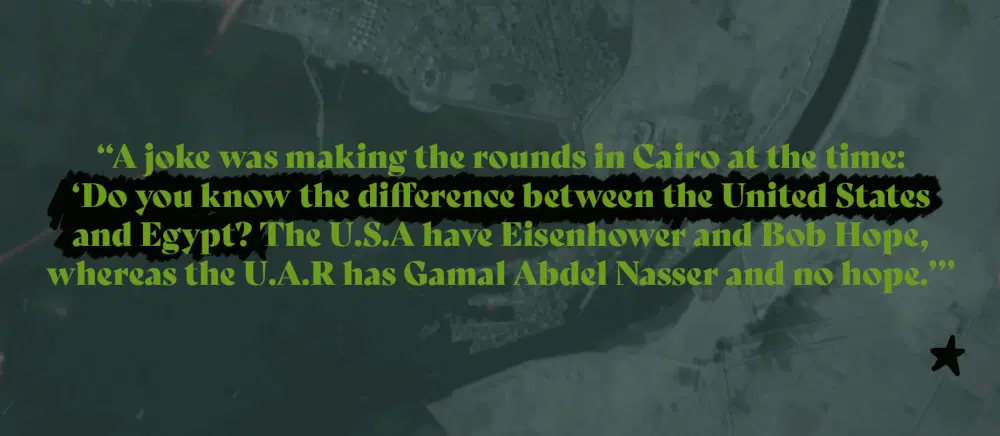 “A joke was making the rounds in Cairo at the time:
‘Do you know the difference between the United States
and Egypt? The U.S.A have Eisenhower and Bob Hope,
whereas the U.A.R has Gamal Abdel Nasser and no hope.’”